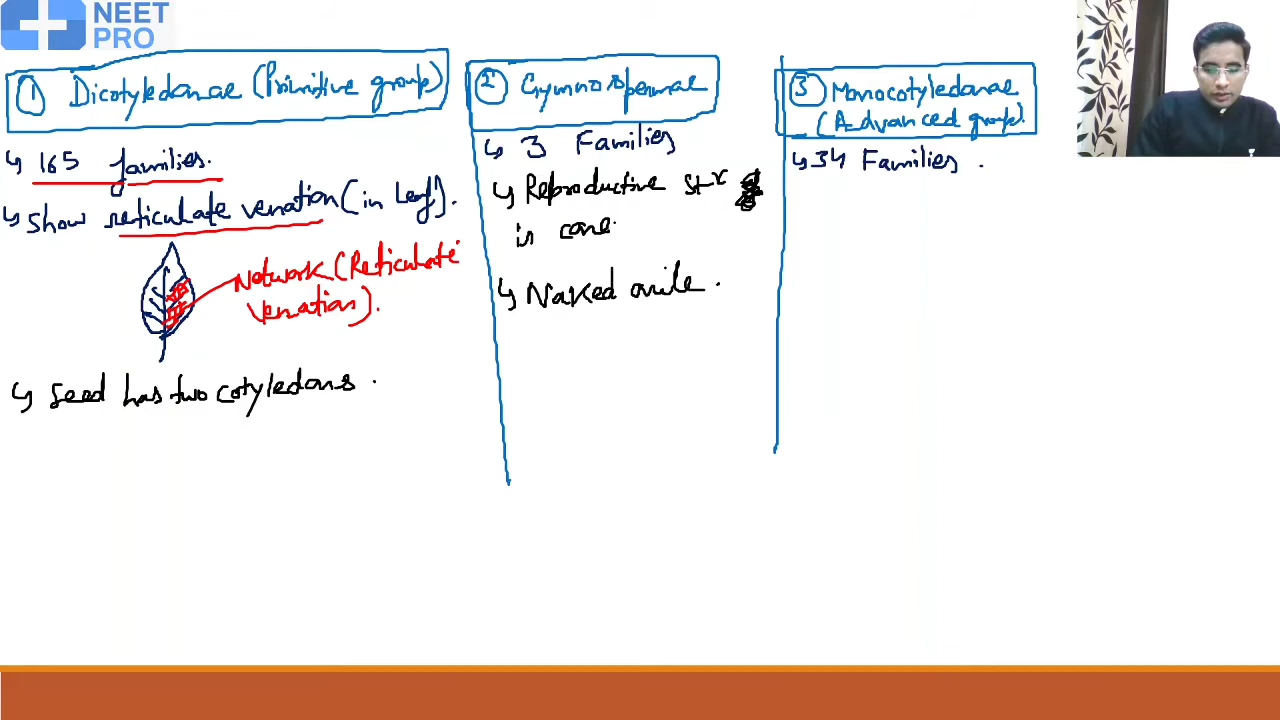 NEET
PRO
① Dicotyledonae (Primitive group)
↳ 165 families.
↳ Show reticulate venation (in Leaf).
Network (Reticulate
Venation).
↳ Seed has two cotyledons.
② Gymnospermae
↳ 3 Families
↳ Reproductive str
is cone.
↳ Naked ovule.
③ Monocotyledonae
(Advanced group).
↳ 34 Families.